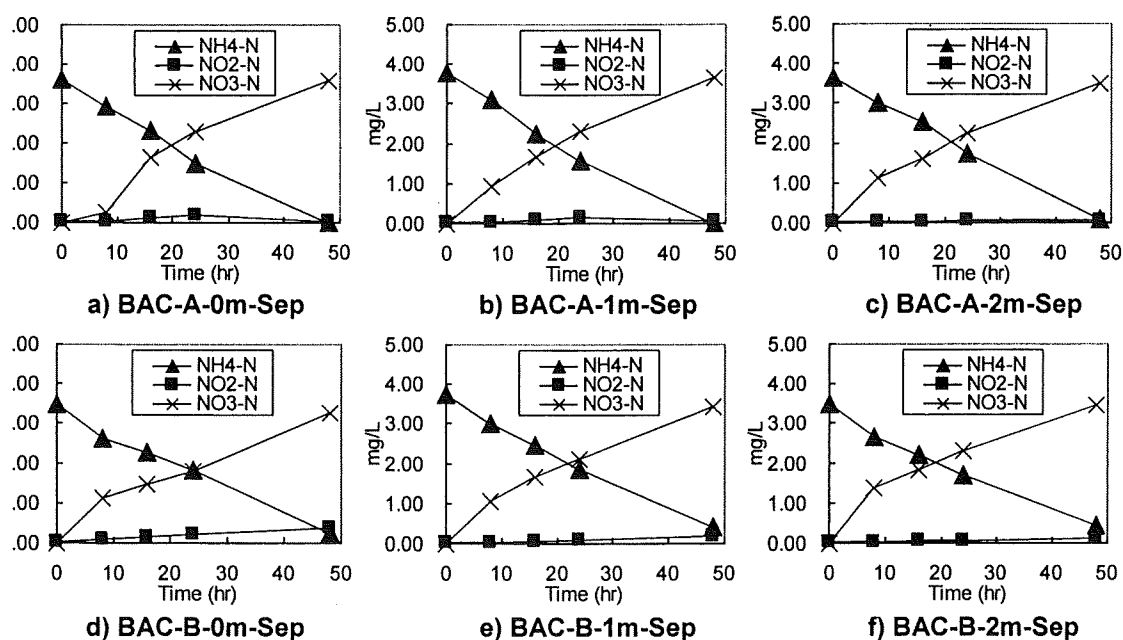 .00 5.00 5.00
NH4-N NH4-N NH4-N
NO2-N NO2-N NO2-N
NO3-N NO3-N NO3-N
.00 4.00 4.00
.00 3.00 3.00
mg/L mg/L
.00 2.00 2.00
.00 1.00 1.00
.00 0.00 0.00
0 10 20 30 40 50 0 10 20 30 40 50 0 10 20 30 40 50
Time (hr) Time (hr) Time (hr)
a) BAC-A-0m-Sep b) BAC-A-1m-Sep c) BAC-A-2m-Sep
.00 5.00 5.00
NH4-N NH4-N NH4-N
NO2-N NO2-N NO2-N
NO3-N NO3-N NO3-N
.00 4.00 4.00
.00 3.00 3.00
mg/L mg/L
.00 2.00 2.00
.00 1.00 1.00
.00 0.00 0.00
0 10 20 30 40 50 0 10 20 30 40 50 0 10 20 30 40 50
Time (hr) Time (hr) Time (hr)
d) BAC-B-0m-Sep e) BAC-B-1m-Sep f) BAC-B-2m-Sep